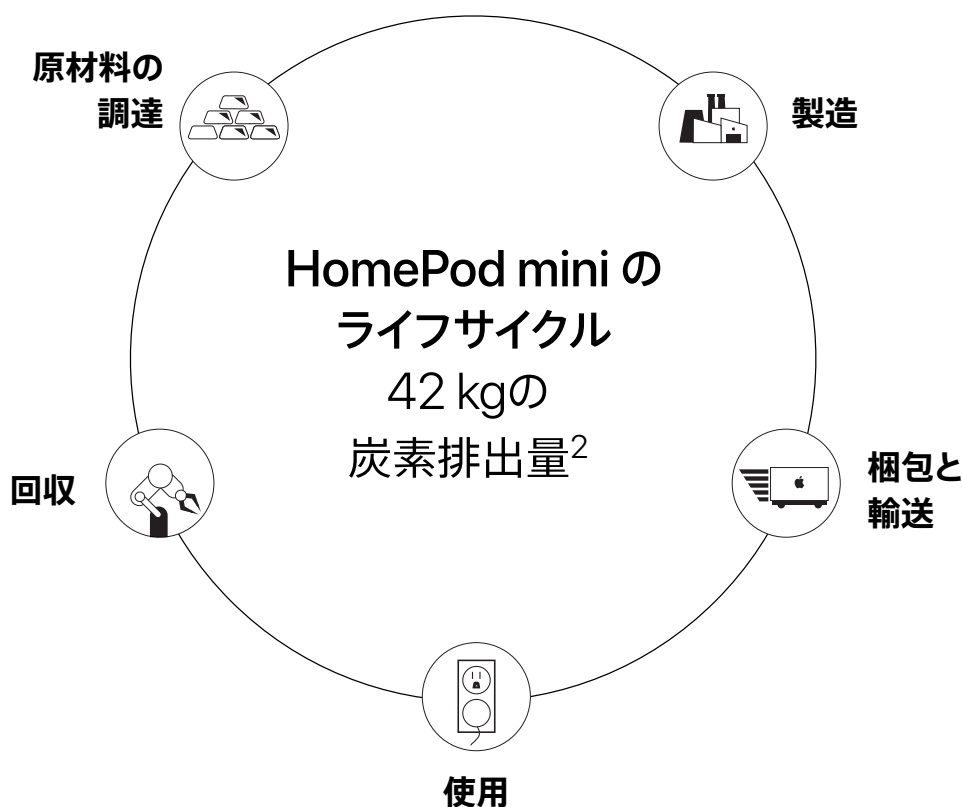 原材料の
調達
製造
HomePod mini の
ライフサイクル
42 kgの
炭素排出量2
回収
梱包と
輸送
使用